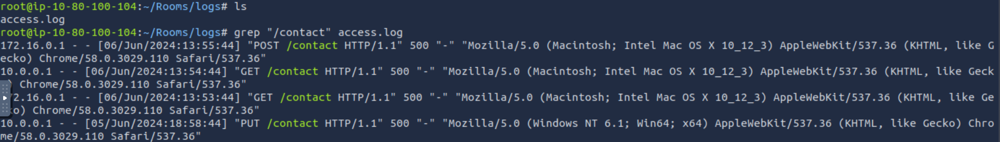 root@ip-10-80-100-104:~/Rooms/logs# ls
access.log
root@ip-10-80-100-104:~/Rooms/logs# grep "/contact" access.log
172.16.0.1 - - [06/Jun/2024:13:55:44] "POST /contact HTTP/1.1" 500 "-" "Mozilla/5.0 (Macintosh; Intel Mac OS X 10_12_3) AppleWebKit/537.36 (KHTML, like G
ecko) Chrome/58.0.3029.110 Safari/537.36"
10.0.0.1 - - [06/Jun/2024:13:54:44] "GET /contact HTTP/1.1" 500 "-" "Mozilla/5.0 (Macintosh; Intel Mac OS X 10_12_3) AppleWebKit/537.36 (KHTML, like Geck
) Chrome/58.0.3029.110 Safari/537.36"
2.16.0.1 - - [06/Jun/2024:13:53:44] "GET /contact HTTP/1.1" 500 "-" "Mozilla/5.0 (Macintosh; Intel Mac OS X 10_12_3) AppleWebKit/537.36 (KHTML, like Ge
o) Chrome/58.0.3029.110 Safari/537.36"
10.0.0.1 - - [05/Jun/2024:18:58:44] "PUT /contact HTTP/1.1" 500 "-" "Mozilla/5.0 (Windows NT 6.1; Win64; x64) AppleWebKit/537.36 (KHTML, like Gecko) Chro
me/58.0.3029.110 Safari/537.36"